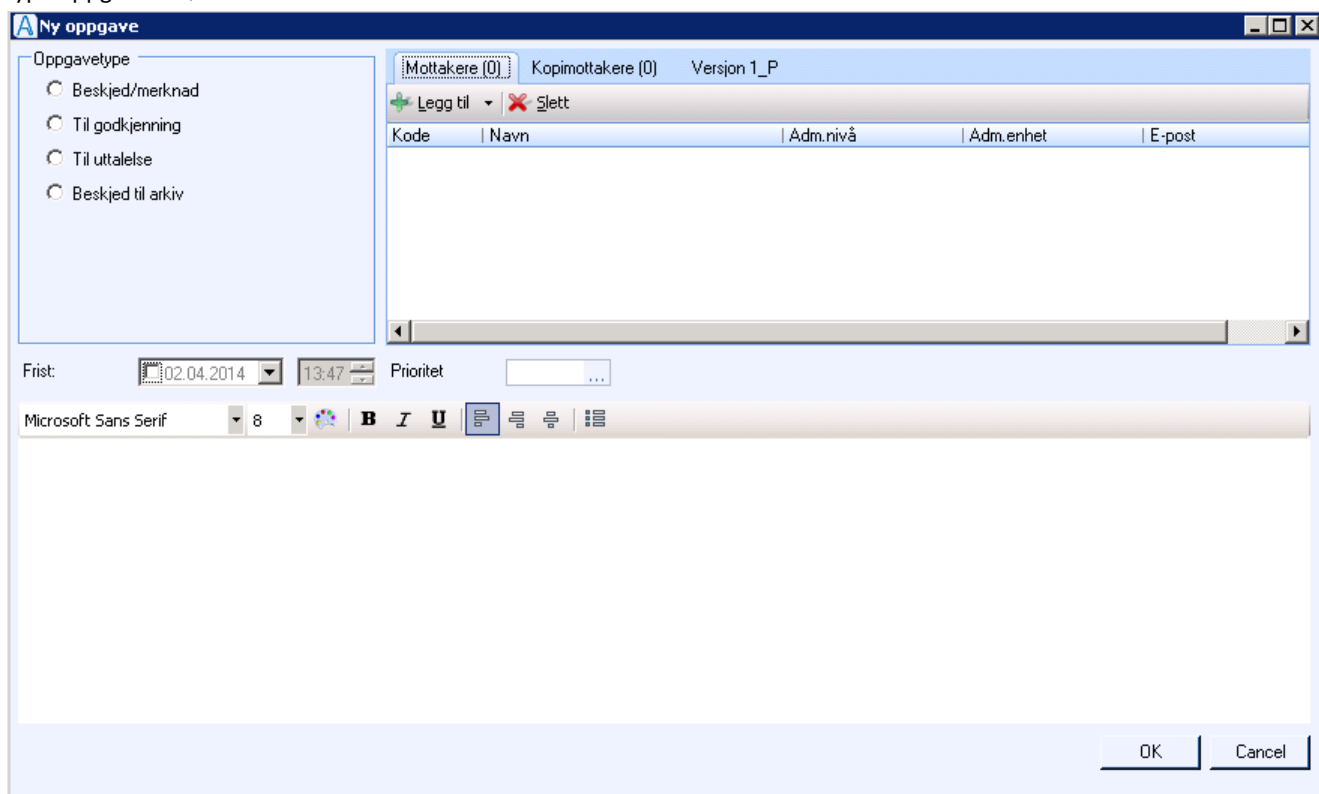 Ny oppgave
Oppgavetype
Beskjed/merknad
Til godkjenning
Til uttalelse
Beskjed til arkiv
Mottakere (0) Kopimottakere (0) Versjon 1_P
Legg til Slett
Kode Navn Adm.nivå Adm.enhet E-post
Frist: 02.04.2014 13:47 Prioritet ...
Microsoft Sans Serif 8 B I U
OK Cancel